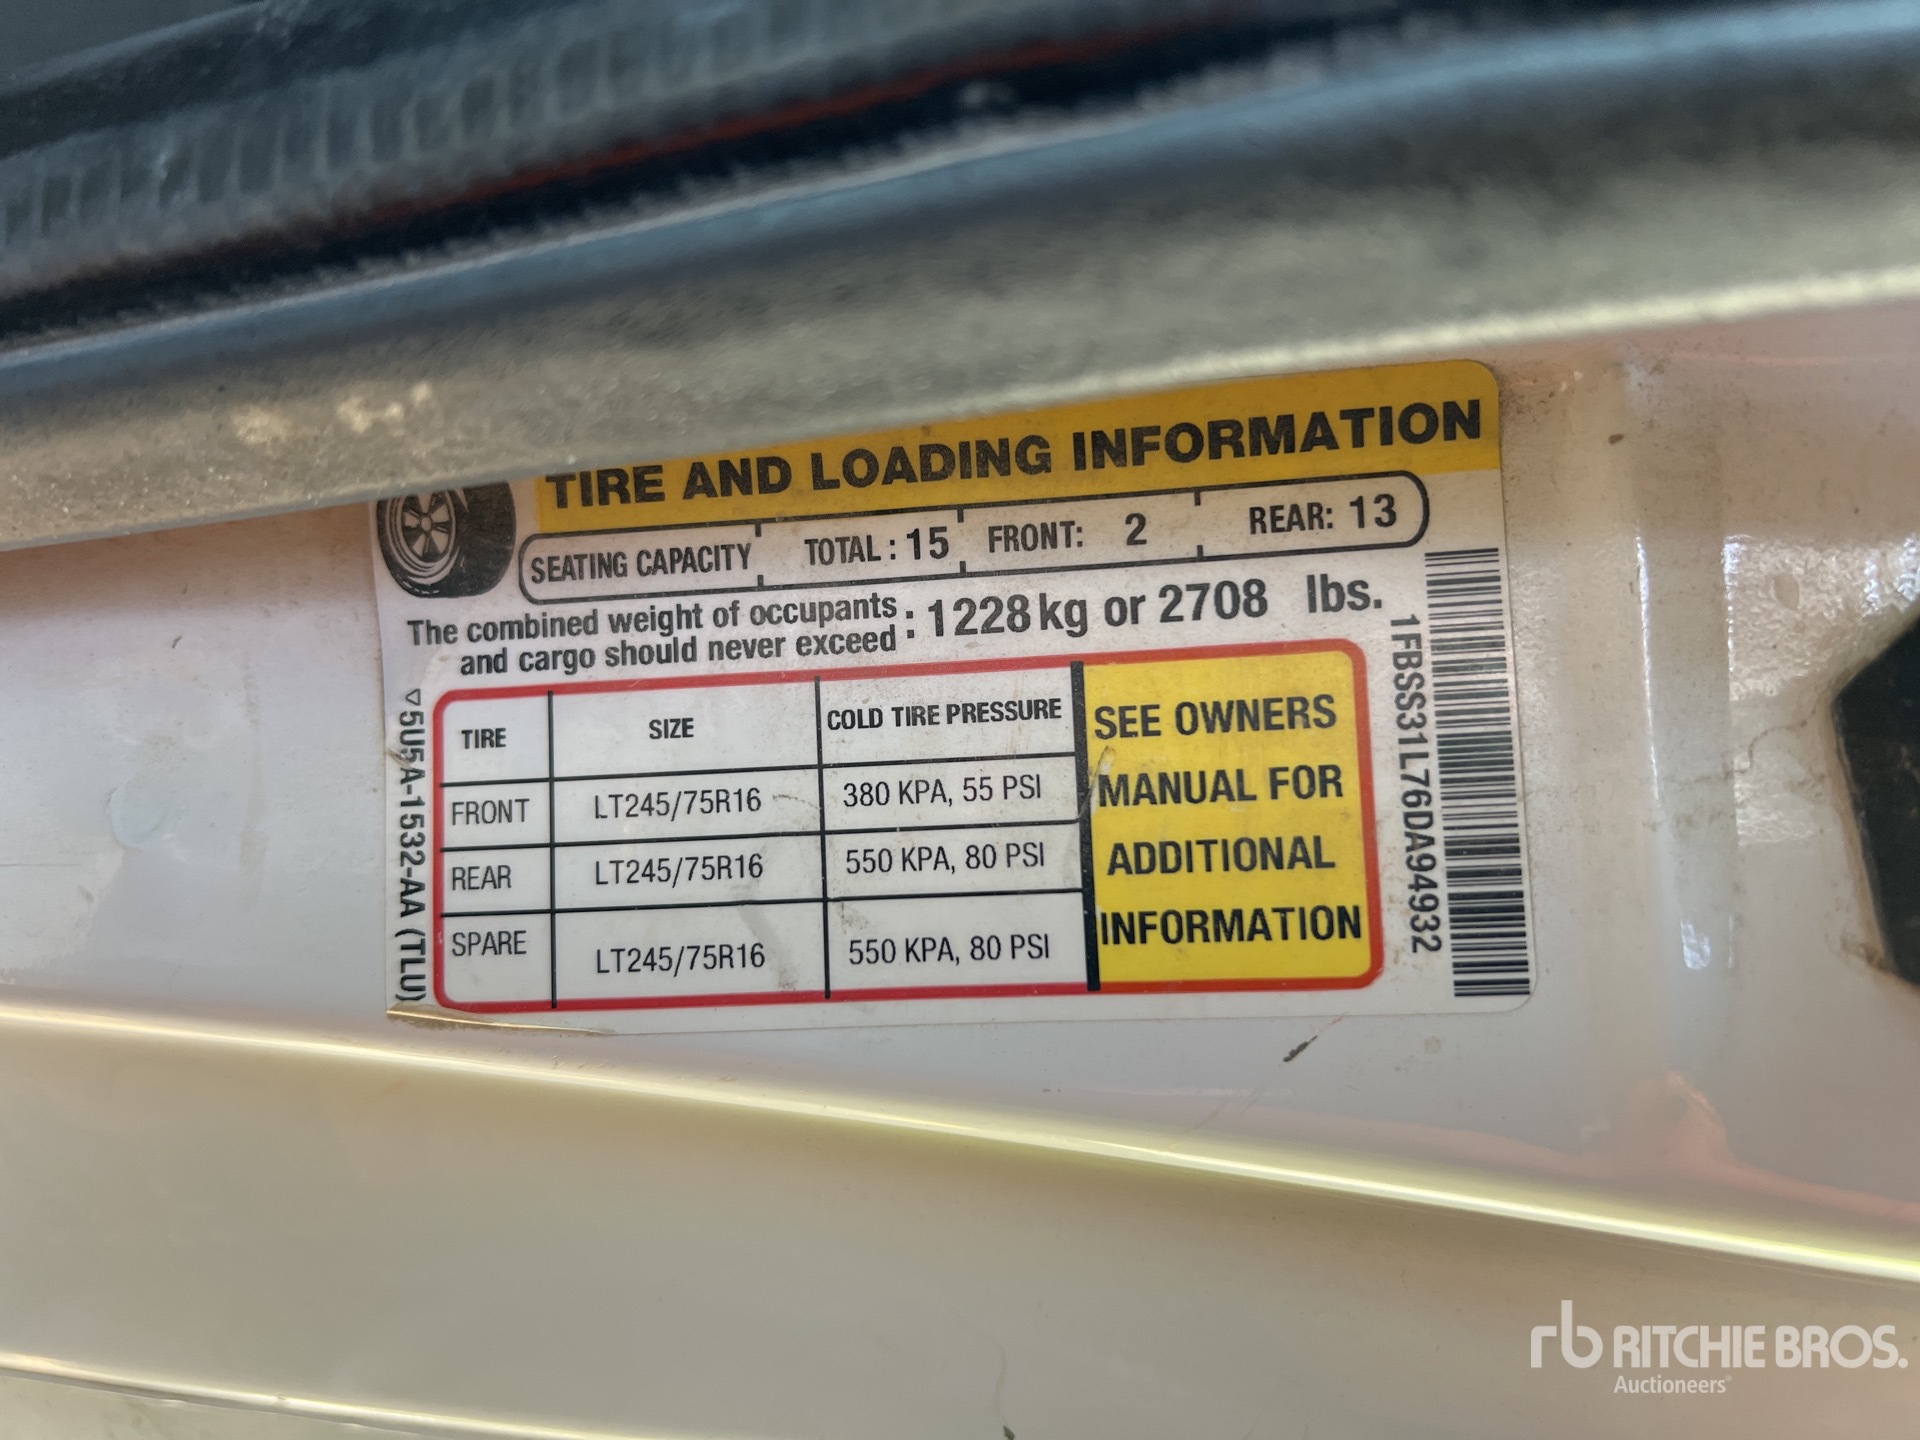 TIRE AND LOADING INFORMATION
SEATING CAPACITY TOTAL : 15 FRONT: 2 REAR: 13
The combined weight of occupants
and cargo should never exceed : 1228 kg or 2708 lbs.
TIRE SIZE COLD TIRE PRESSURE
FRONT LT245/75R16 380 KPA, 55 PSI
REAR LT245/75R16 550 KPA, 80 PSI
SPARE LT245/75R16 550 KPA, 80 PSI
SEE OWNERS
MANUAL FOR
ADDITIONAL
INFORMATION
5U5A-1532-AA (TLU)
1FBSS31L76DA94932
rb RITCHIE BROS.
Auctioneers